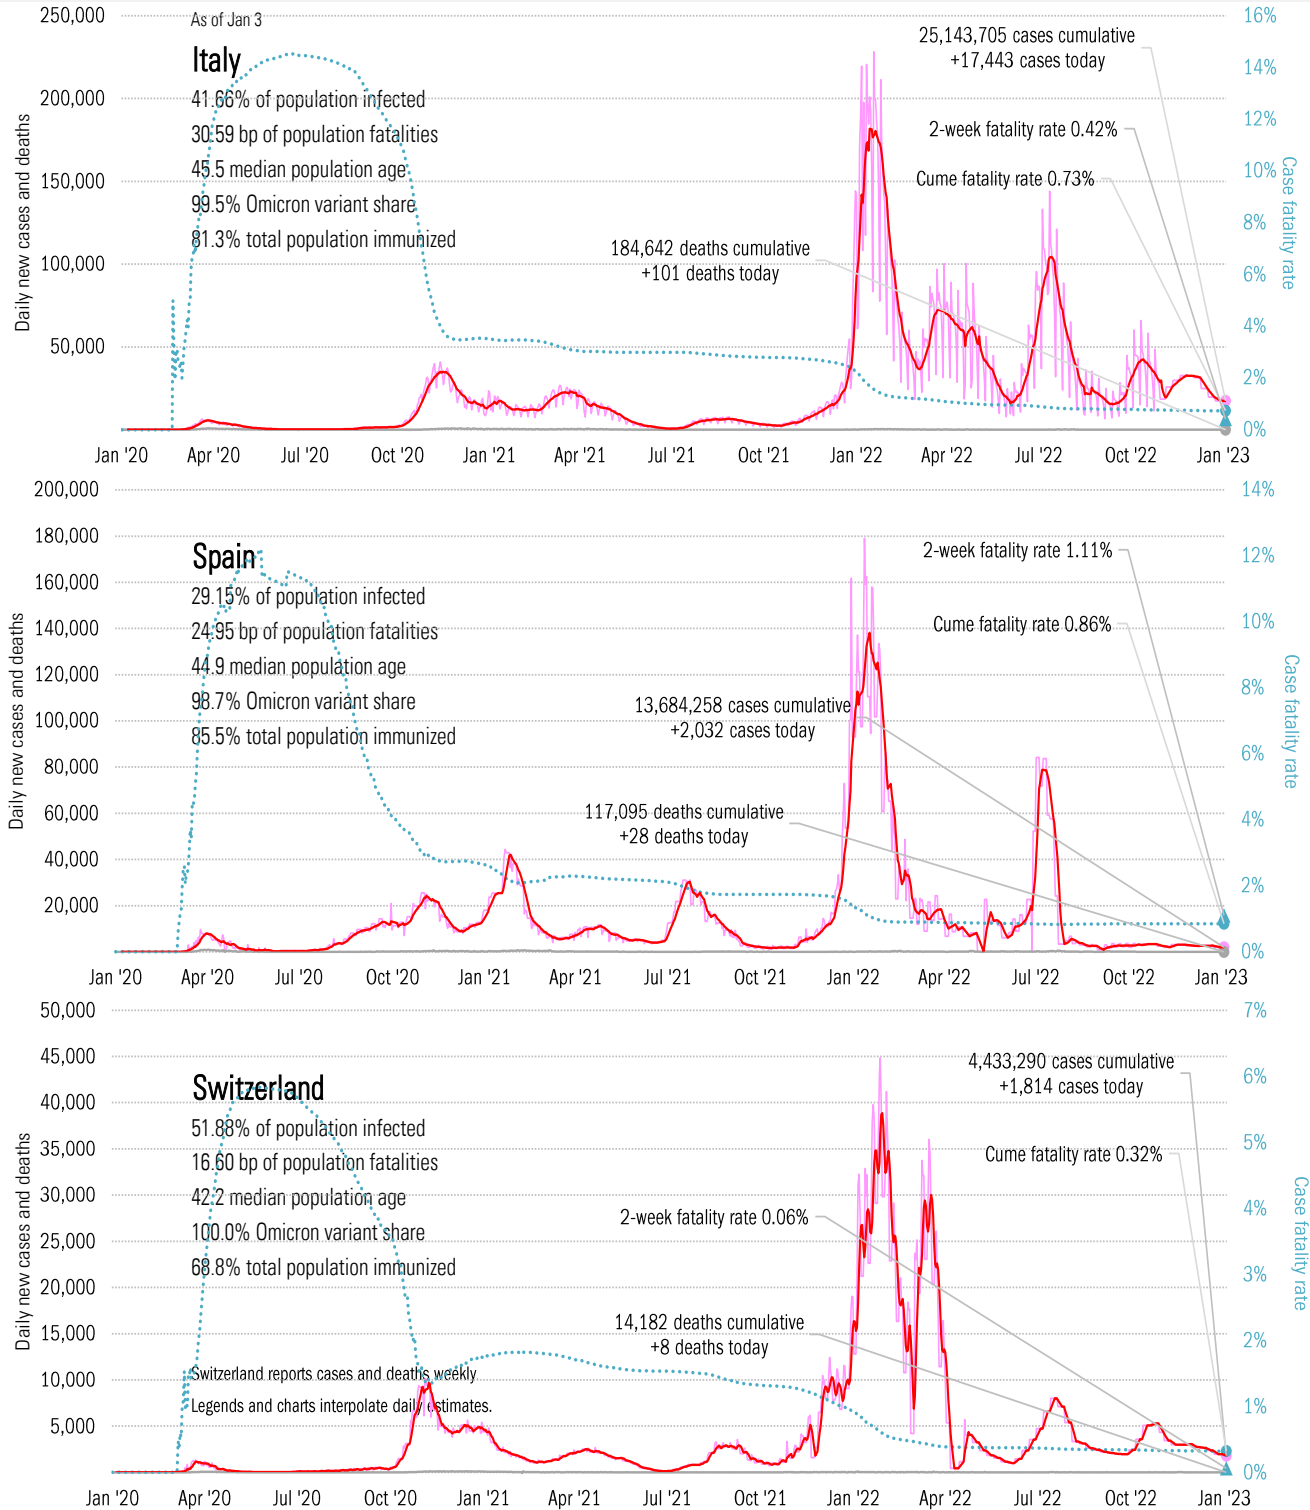 250,000
As of Jan 3
16%
Italy
25,143,705 cases cumulative
+17,443 cases today
14%
41.66% of population infected
200,000
12%
30.59 bp of population fatalities
2-week fatality rate 0.42%
45.5 median population age
Cume fatality rate 0.73%
10%
150,000
99.5% Omicron variant share
8%
81.3% total population immunized
184,642 deaths cumulative
+101 deaths today
100,000
6%
4%
50,000
2%
0%
Daily new cases and deaths
Case fatality rate
Jan '20 Apr '20 Jul '20 Oct '20 Jan '21 Apr '21 Jul '21 Oct '21 Jan '22 Apr '22 Jul '22 Oct '22 Jan '23
200,000
14%
180,000
Spain
2-week fatality rate 1.11%
12%
160,000
29.15% of population infected
24.95 bp of population fatalities
Cume fatality rate 0.86%
10%
140,000
44.9 median population age
120,000
98.7% Omicron variant share
8%
13,684,258 cases cumulative
+2,032 cases today
100,000
85.5% total population immunized
6%
80,000
60,000
117,095 deaths cumulative
+28 deaths today
4%
40,000
2%
20,000
0%
Daily new cases and deaths
Case fatality rate
Jan '20 Apr '20 Jul '20 Oct '20 Jan '21 Apr '21 Jul '21 Oct '21 Jan '22 Apr '22 Jul '22 Oct '22 Jan '23
50,000
7%
45,000
4,433,290 cases cumulative
+1,814 cases today
6%
Switzerland
40,000
51.88% of population infected
5%
35,000
16.60 bp of population fatalities
Cume fatality rate 0.32%
42.2 median population age
30,000
4%
2-week fatality rate 0.06%
100.0% Omicron variant share
25,000
68.8% total population immunized
3%
20,000
14,182 deaths cumulative
+8 deaths today
15,000
2%
Switzerland reports cases and deaths weekly.
10,000
Legends and charts interpolate daily estimates.
1%
5,000
0%
Daily new cases and deaths
Case fatality rate
Jan '20 Apr '20 Jul '20 Oct '20 Jan '21 Apr '21 Jul '21 Oct '21 Jan '22 Apr '22 Jul '22 Oct '22 Jan '23